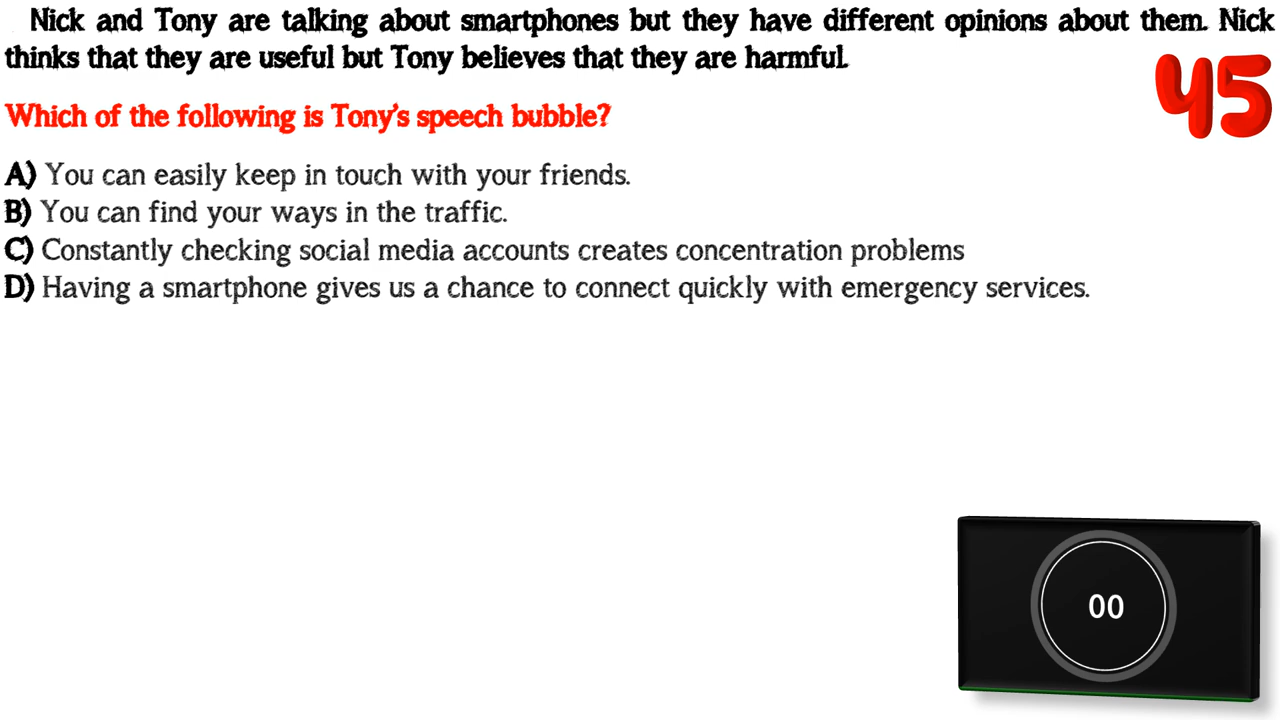 Nick and Tony are talking about smartphones but they have different opinions about them. Nick
thinks that they are useful but Tony believes that they are harmful.
45
Which of the following is Tony's speech bubble?
A) You can easily keep in touch with your friends.
B) You can find your ways in the traffic.
C) Constantly checking social media accounts creates concentration problems
D) Having a smartphone gives us a chance to connect quickly with emergency services.
00